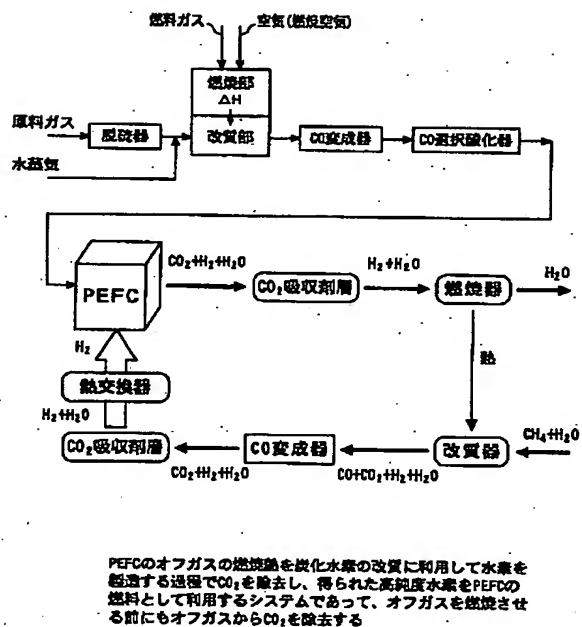 燃料ガス 空気(燃焼空気)
燃焼部
ΔH
原料ガス 脱硫器 改質部 CO変成器 CO選択酸化器
水蒸気
PEFC CO₂+H₂+H₂O CO₂吸収剤層 H₂+H₂O 燃焼器 H₂O
H₂
熱
熱交換器
H₂+H₂O
CO₂吸収剤層 CO変成器 改質器 CH₄+H₂O
CO₂+H₂+H₂O CO+CO₂+H₂+H₂O
PEFCのオフガスの燃焼熱を炭化水素の改質に利用して水素を
製造する過程でCO₂を除去し、得られた高純度水素をPEFCの
燃料として利用するシステムであって、オフガスを燃焼させ
る前にもオフガスからCO₂を除去する